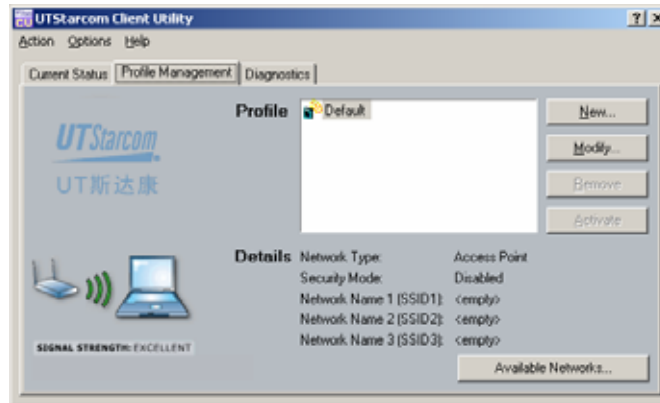 UTStarcom Client Utility
Action Options Help
Current Status Profile Management Diagnostics
UTStarcom
UT斯达康
Profile
Default
New...
Modify...
Remove
Activate
Details
Network Type: Access Point
Security Mode: Disabled
Network Name 1 (SSID1): <empty>
Network Name 2 (SSID2): <empty>
Network Name 3 (SSID3): <empty>
SIGNAL STRENGTH: EXCELLENT
Available Networks...